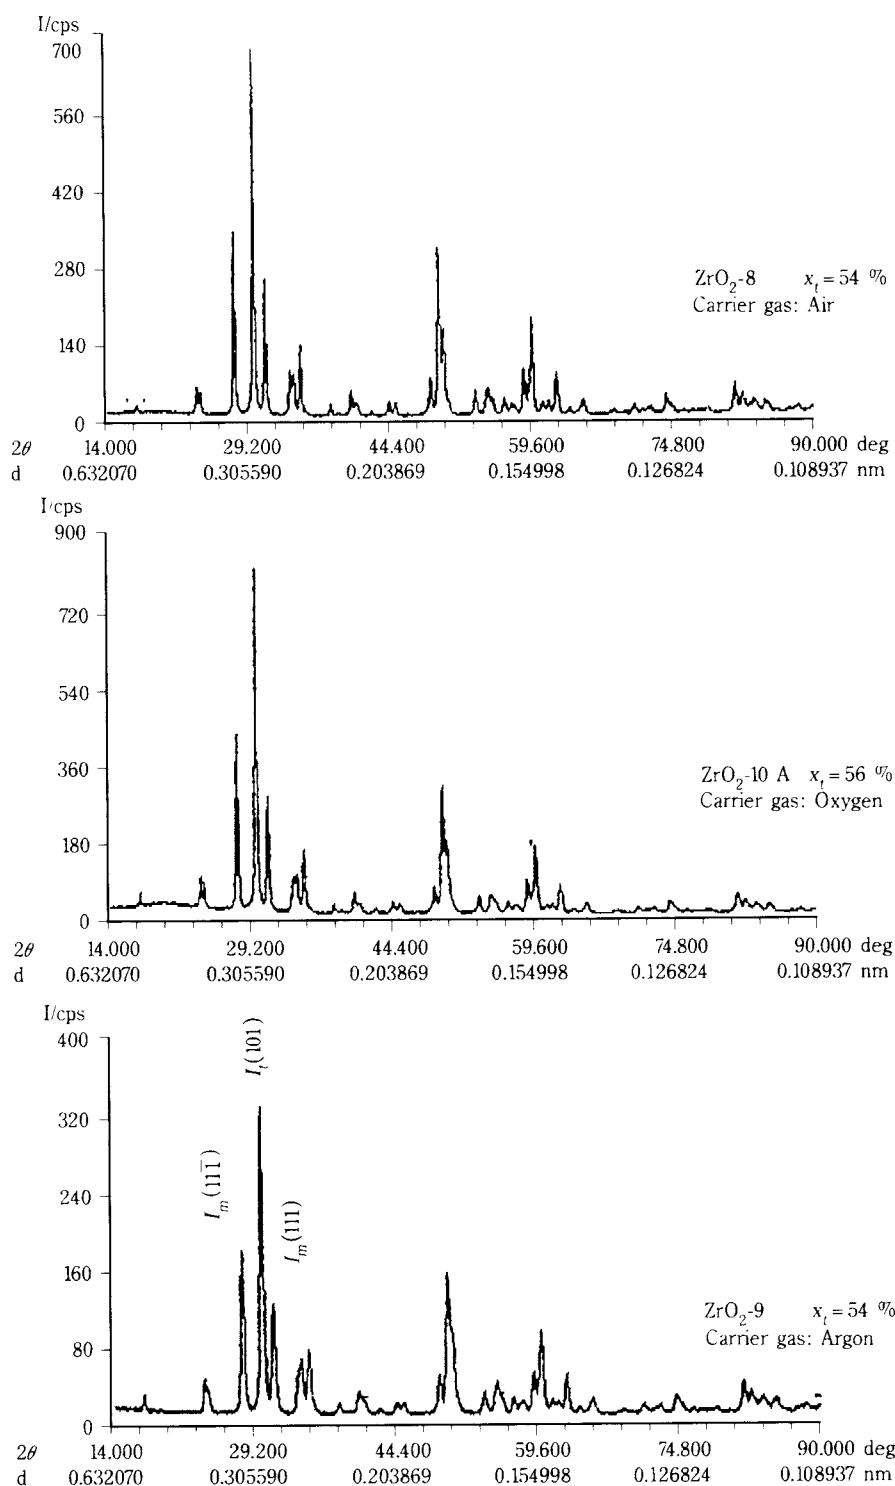 I/cps
700
560
420
280
140
0
ZrO₂-8 xₜ = 54 %
Carrier gas: Air
2θ 14.000 29.200 44.400 59.600 74.800 90.000 deg
d 0.632070 0.305590 0.203869 0.154998 0.126824 0.108937 nm
I/cps
900
720
540
360
180
0
ZrO₂-10 A xₜ = 56 %
Carrier gas: Oxygen
2θ 14.000 29.200 44.400 59.600 74.800 90.000 deg
d 0.632070 0.305590 0.203869 0.154998 0.126824 0.108937 nm
I/cps
400
320
240
160
80
0
Iₘ(111̅)
Iₜ(101)
Iₘ(111)
ZrO₂-9 xₜ = 54 %
Carrier gas: Argon
2θ 14.000 29.200 44.400 59.600 74.800 90.000 deg
d 0.632070 0.305590 0.203869 0.154998 0.126824 0.108937 nm